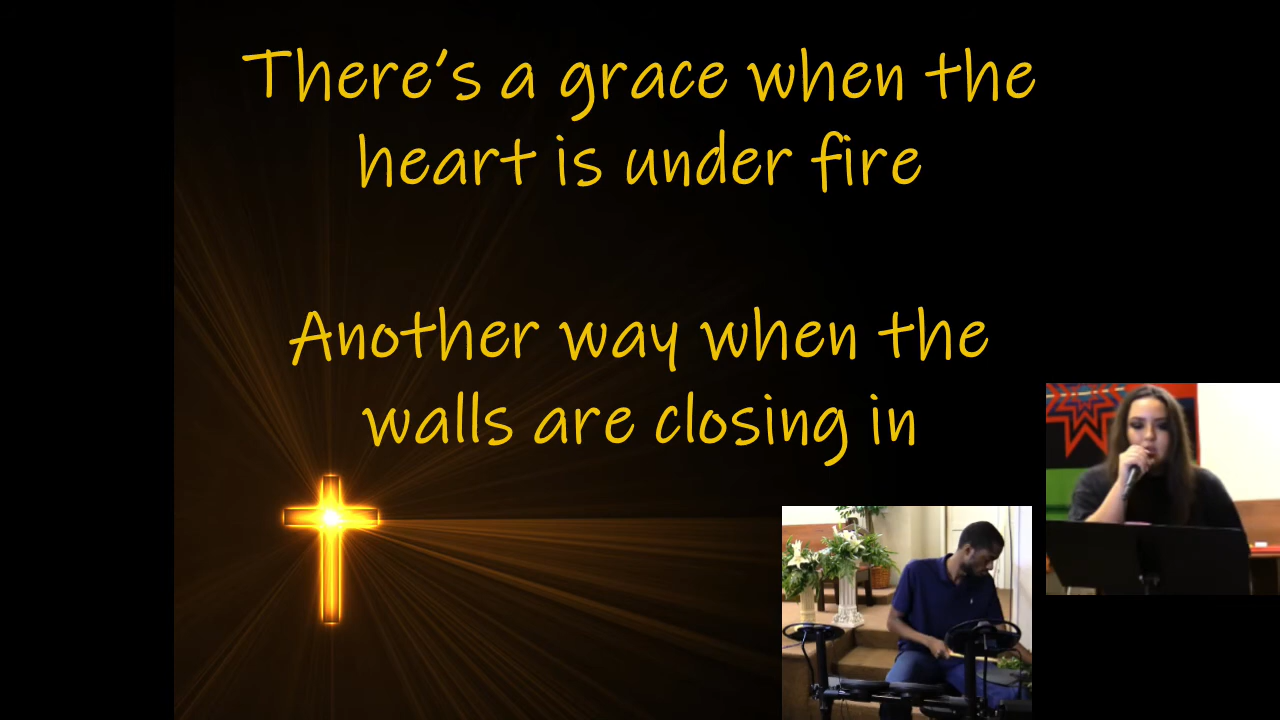 There's a grace when the
heart is under fire
Another way when the
walls are closing in